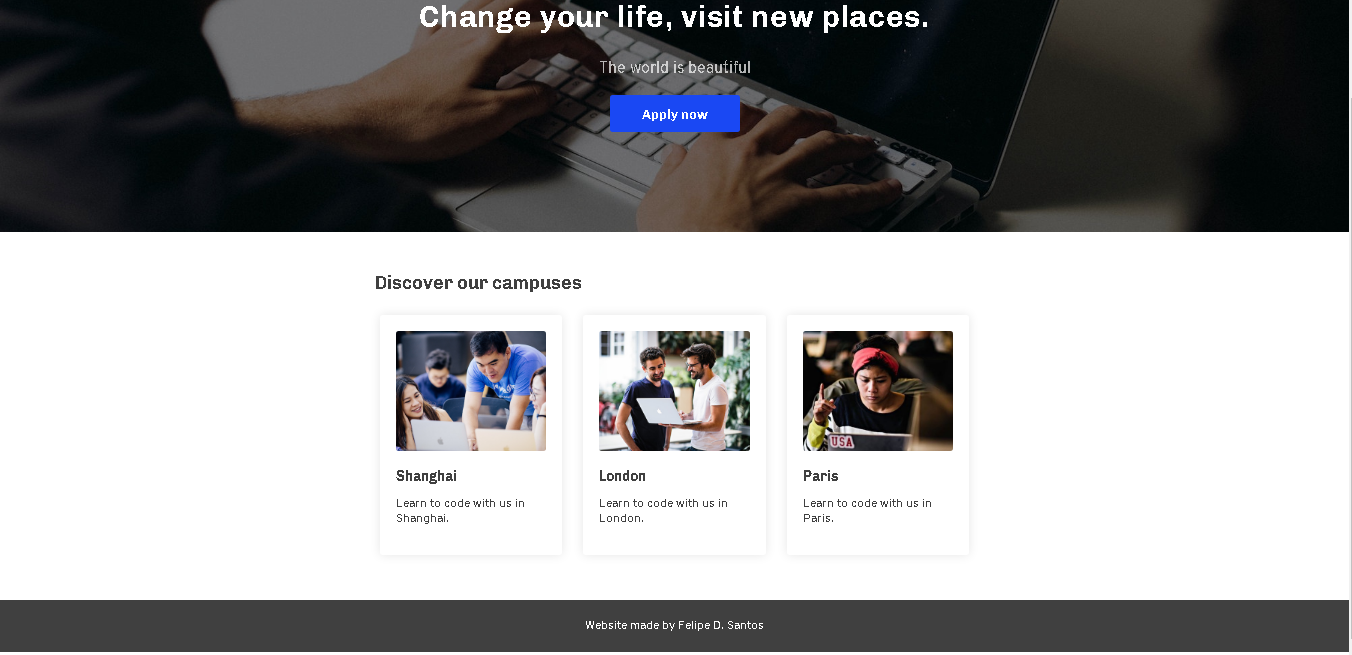 Change your life, visit new places.
The world is beautiful
Apply now
Discover our campuses
USA
Shanghai
London
Paris
Learn to code with us in
Shanghai.
Learn to code with us in
London.
Learn to code with us in
Paris.
Website made by Felipe D. Santos